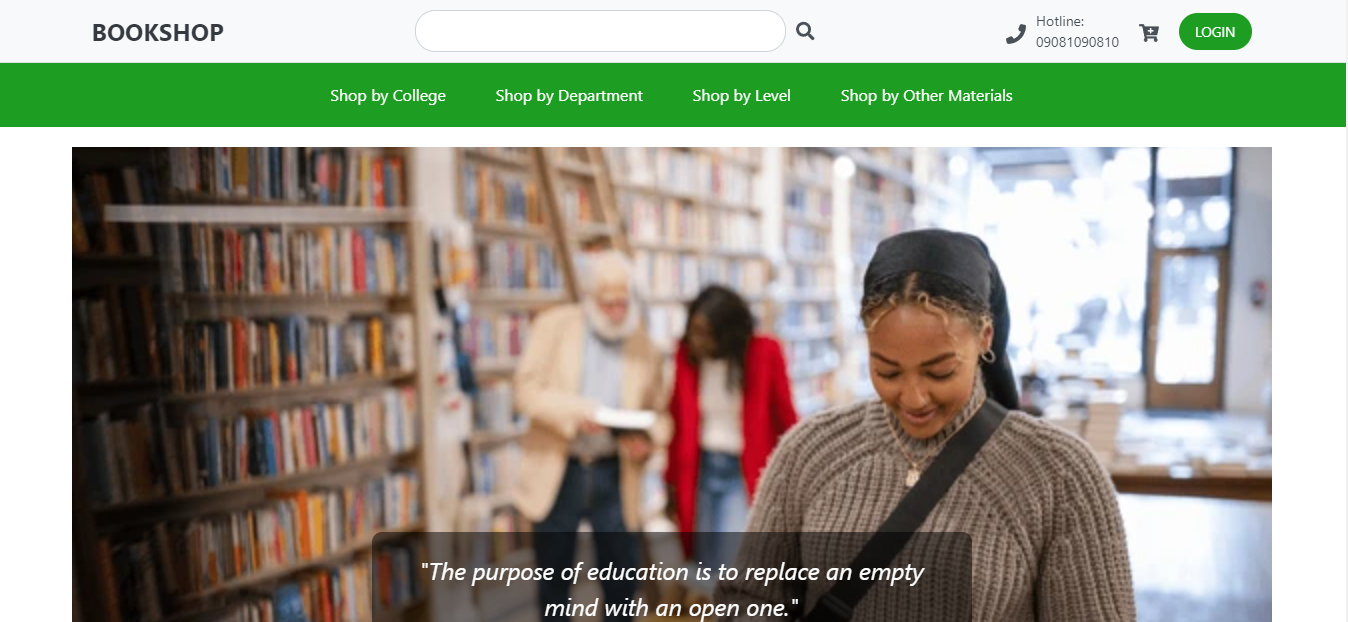 BOOKSHOP
Hotline:
09081090810
LOGIN
Shop by College
Shop by Department
Shop by Level
Shop by Other Materials
"The purpose of education is to replace an empty
mind with an open one."